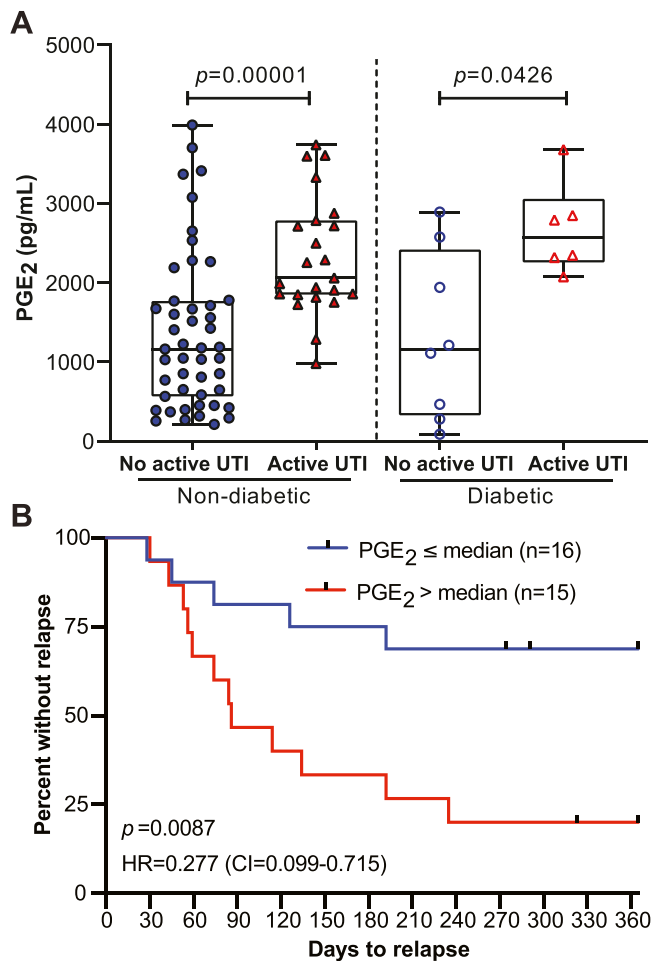 A
5000
4000
3000
2000
1000
0
PGE2 (pg/mL)
p=0.00001
p=0.0426
No active UTI
Active UTI
No active UTI
Active UTI
Non-diabetic
Diabetic
B
100
75
50
25
0
Percent without relapse
PGE2 ≤ median (n=16)
PGE2 > median (n=15)
p=0.0087
HR=0.277 (CI=0.099-0.715)
0 30 60 90 120 150 180 210 240 270 300 330 360
Days to relapse